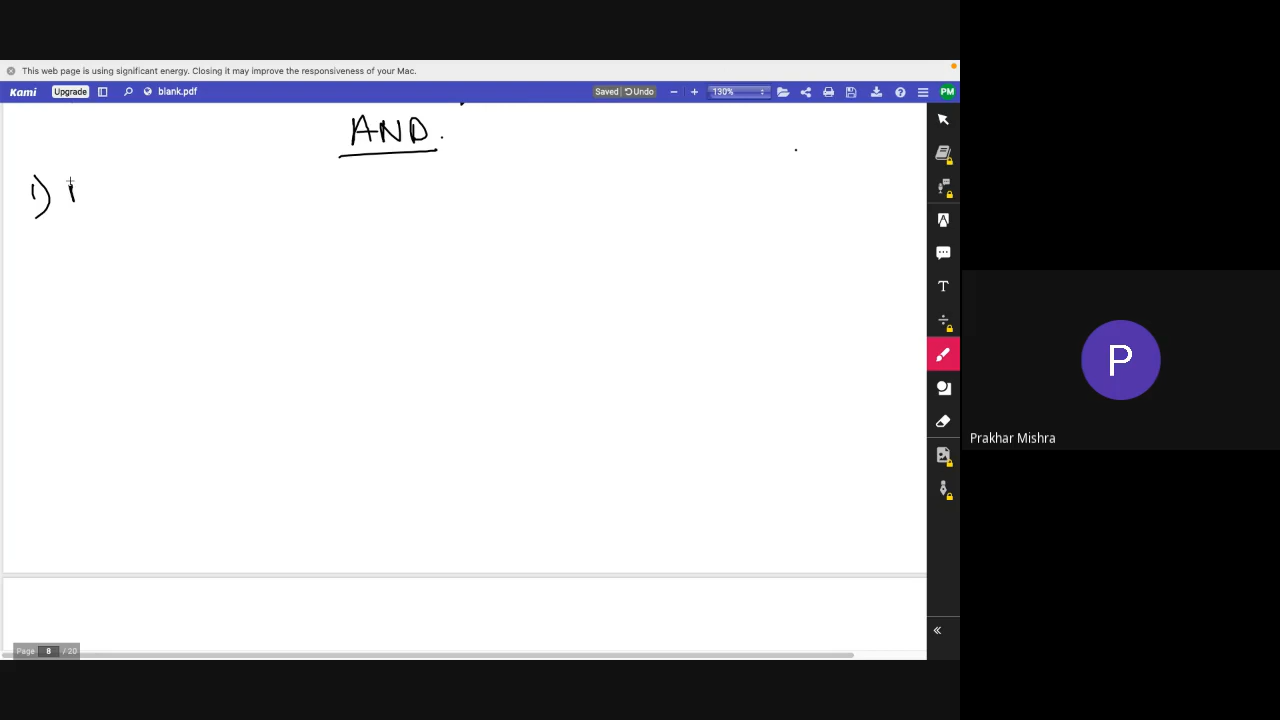 This web page is using significant energy. Closing it may improve the responsiveness of your Mac.
Kami Upgrade blank.pdf Saved Undo 130% PM
AND.
1)
T
P
Prakhar Mishra
Page 8 / 20